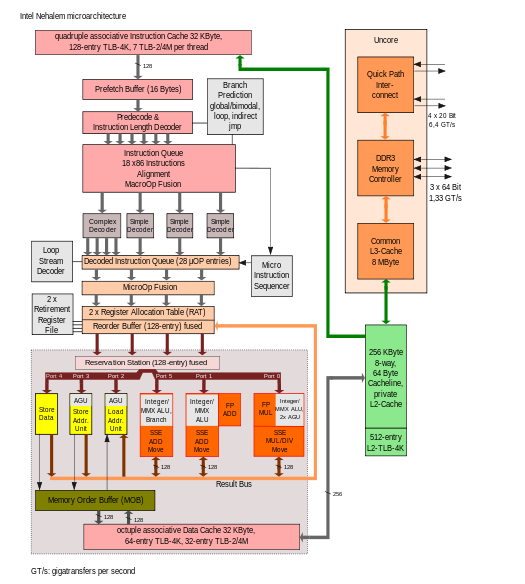 Intel Nehalem microarchitecture
quadruple associative Instruction Cache 32 KByte,
128-entry TLB-4K, 7 TLB-2/4M per thread
128
Prefetch Buffer (16 Bytes)
Predecode &
Instruction Length Decoder
Branch
Prediction
global/bimodal,
loop, indirect
jmp
Instruction Queue
18 x86 Instructions
Alignment
MacroOp Fusion
Complex
Decoder
Simple
Decoder
Simple
Decoder
Simple
Decoder
Loop
Stream
Decoder
Decoded Instruction Queue (28 µOP entries)
Micro
Instruction
Sequencer
MicroOp Fusion
2 x
Retirement
Register
File
2 x Register Allocation Table (RAT)
Reorder Buffer (128-entry) fused
Reservation Station (128-entry) fused
Port 4
Port 3
Port 2
Port 5
Port 1
Port 0
Store
Data
AGU
Store
Addr.
Unit
AGU
Load
Addr.
Unit
Integer/
MMX ALU,
Branch
SSE
ADD
Move
Integer/
MMX
ALU
SSE
ADD
Move
FP
ADD
FP
MUL
Integer/
MMX ALU,
2x AGU
SSE
MUL/DIV
Move
128
128
128
Result Bus
Memory Order Buffer (MOB)
128
128
octuple associative Data Cache 32 KByte,
64-entry TLB-4K, 32-entry TLB-2/4M
256
Uncore
Quick Path
Inter-
connect
4 x 20 Bit
6,4 GT/s
DDR3
Memory
Controller
3 x 64 Bit
1,33 GT/s
Common
L3-Cache
8 MByte
256 KByte
8-way,
64 Byte
Cacheline,
private
L2-Cache
512-entry
L2-TLB-4K
GT/s: gigatransfers per second